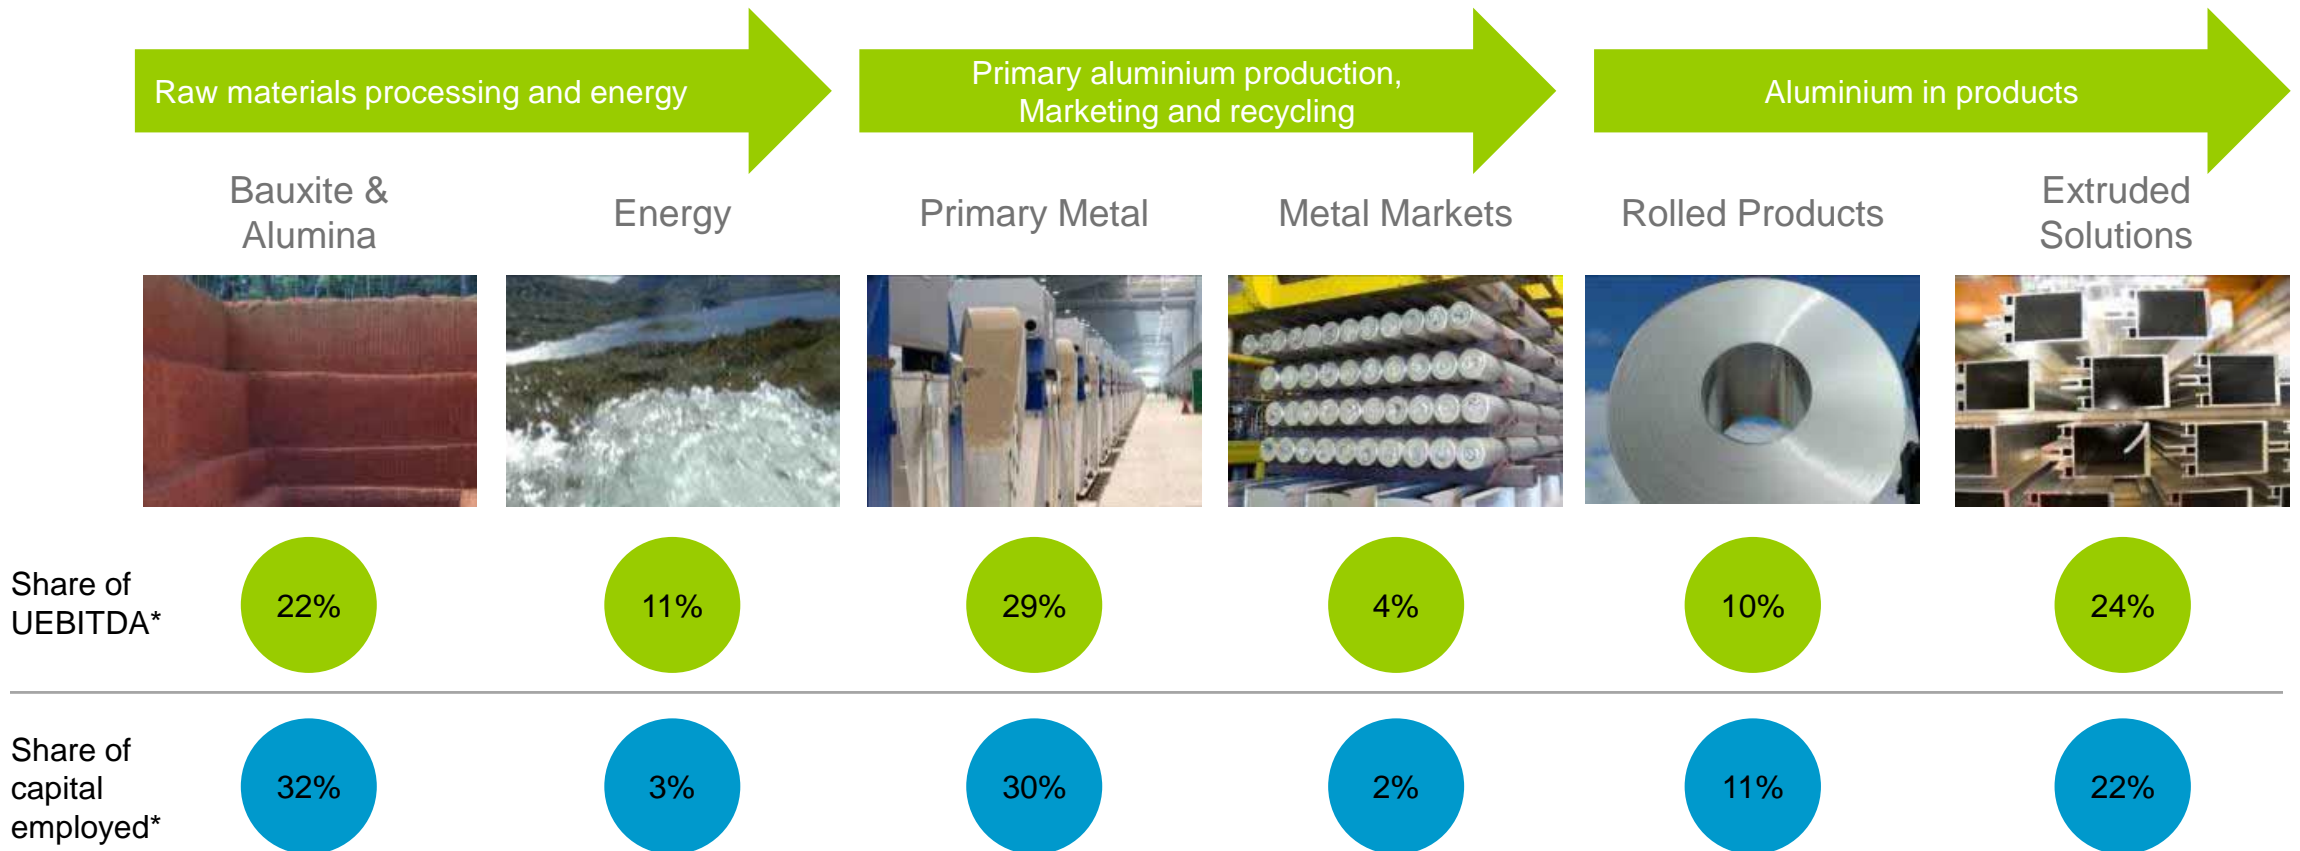 Raw materials processing and energy
Primary aluminium production,
Marketing and recycling
Aluminium in products
Bauxite &
Alumina
Energy
Primary Metal
Metal Markets
Rolled Products
Extruded
Solutions
Share of
UEBITDA*
22%
11%
29%
4%
10%
24%
Share of
capital
employed*
32%
3%
30%
2%
11%
22%